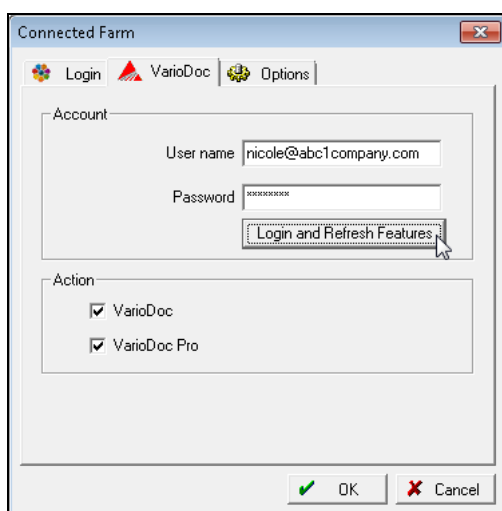 Connected Farm
Login VarioDoc Options
Account
User name nicole@abc1company.com
Password ********
Login and Refresh Features
Action
VarioDoc
VarioDoc Pro
OK Cancel